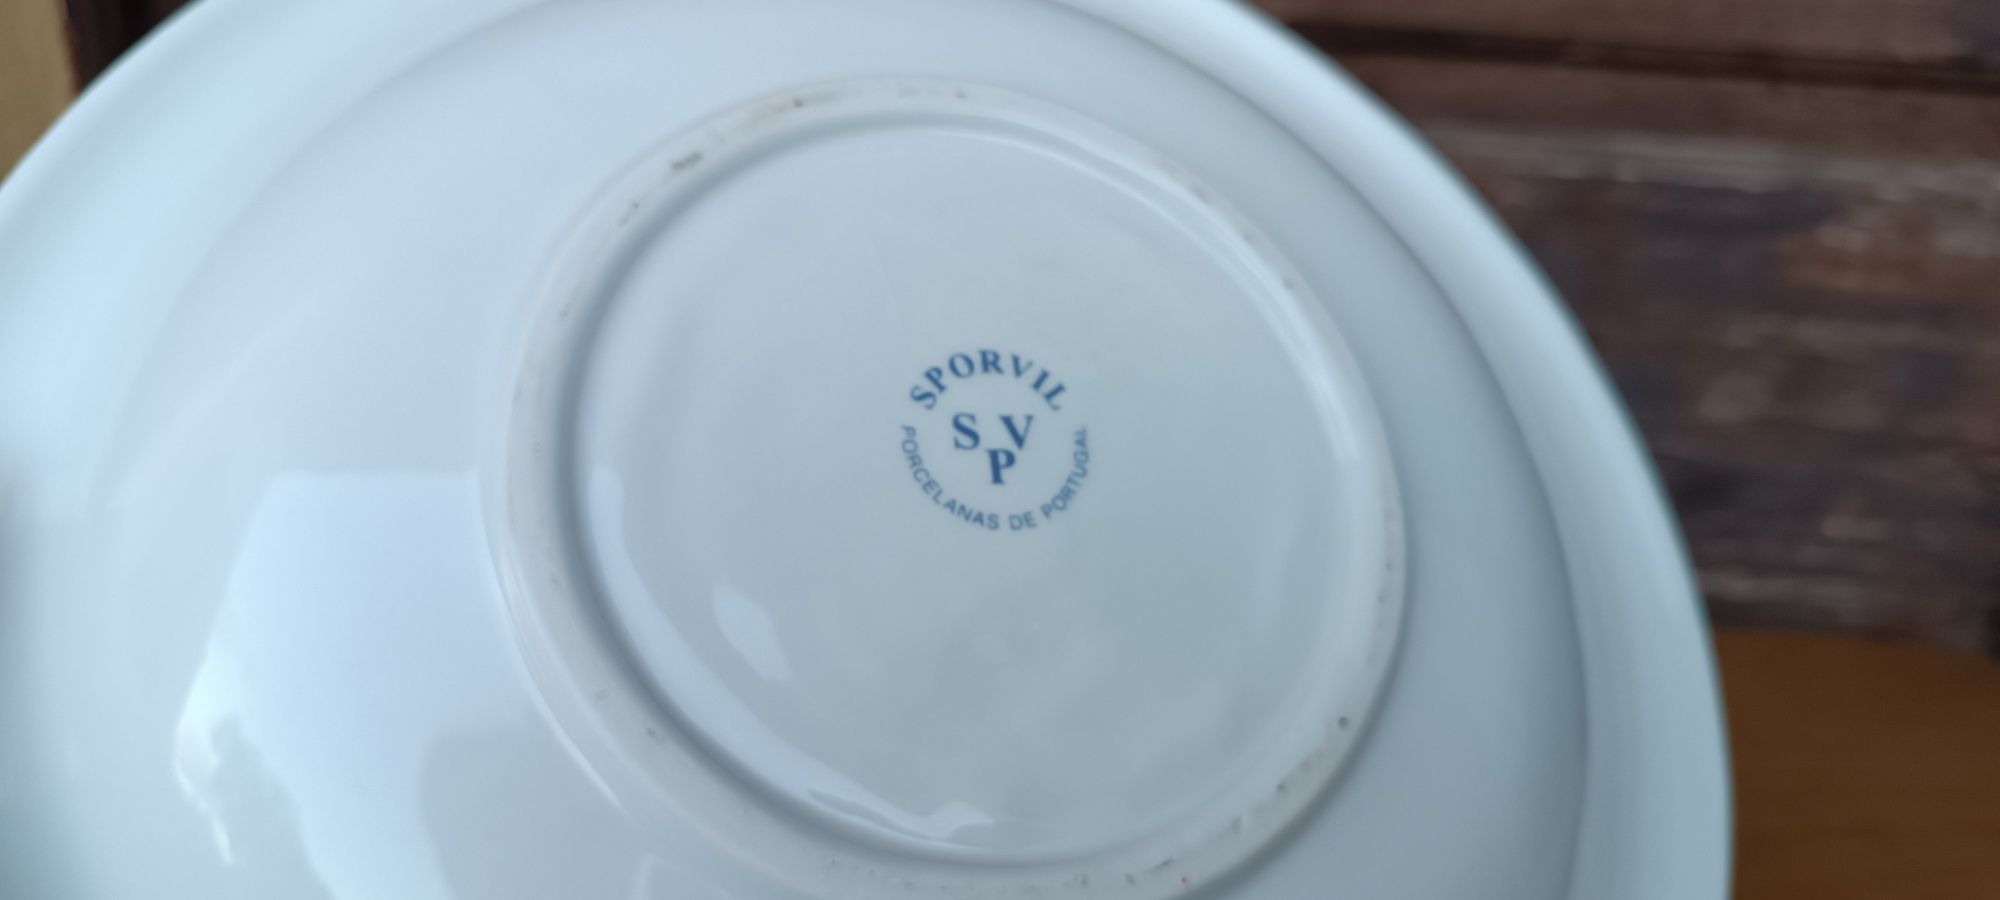 SPORVIL
S V
P
PORCELANAS DE PORTUGAL